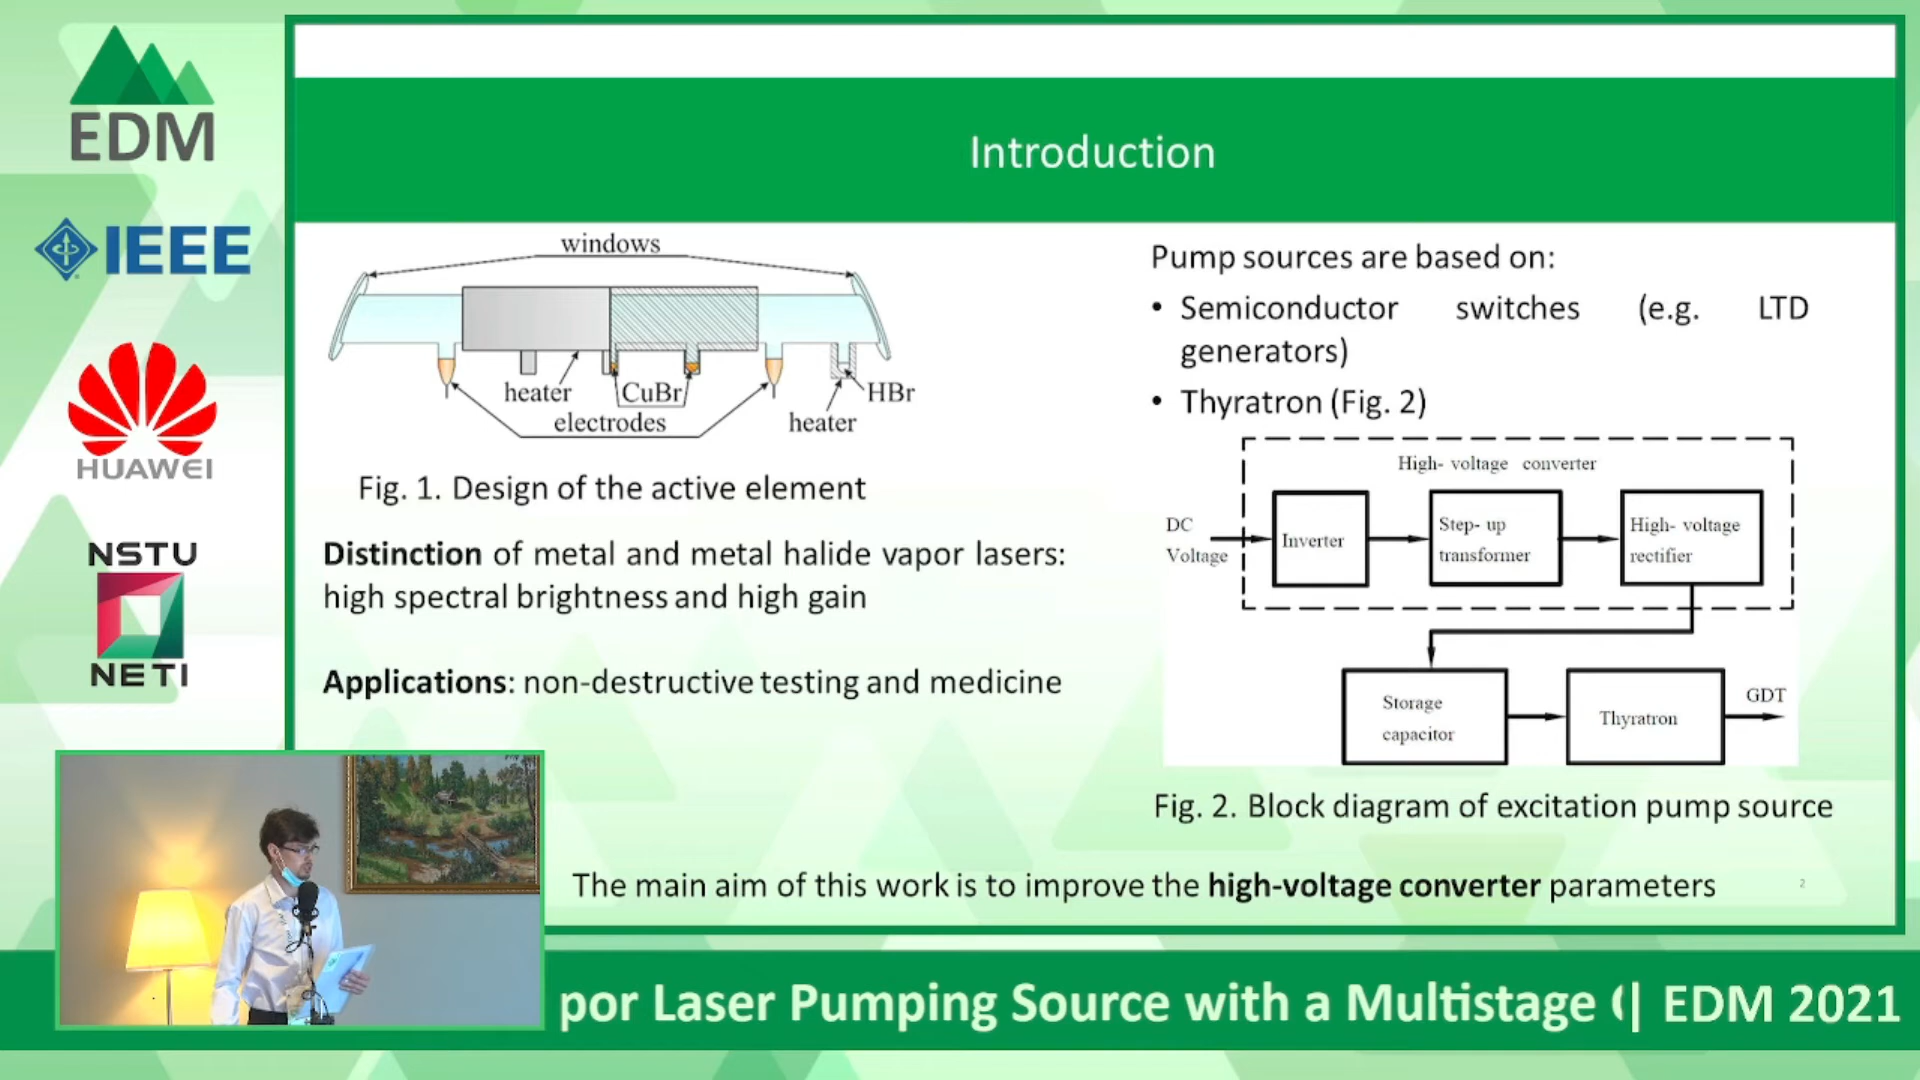 EDM
IEEE
HUAWEI
NSTU
NETI
Introduction
windows
heater
CuBr
HBr
electrodes
heater
Fig. 1. Design of the active element
Distinction of metal and metal halide vapor lasers:
high spectral brightness and high gain
Applications: non-destructive testing and medicine
Pump sources are based on:
• Semiconductor switches (e.g. LTD
generators)
• Thyratron (Fig. 2)
High- voltage converter
DC
Voltage
Inverter
Step- up
transformer
High- voltage
rectifier
Storage
capacitor
Thyratron
GDT
Fig. 2. Block diagram of excitation pump source
The main aim of this work is to improve the high-voltage converter parameters
2
por Laser Pumping Source with a Multistage
| EDM 2021